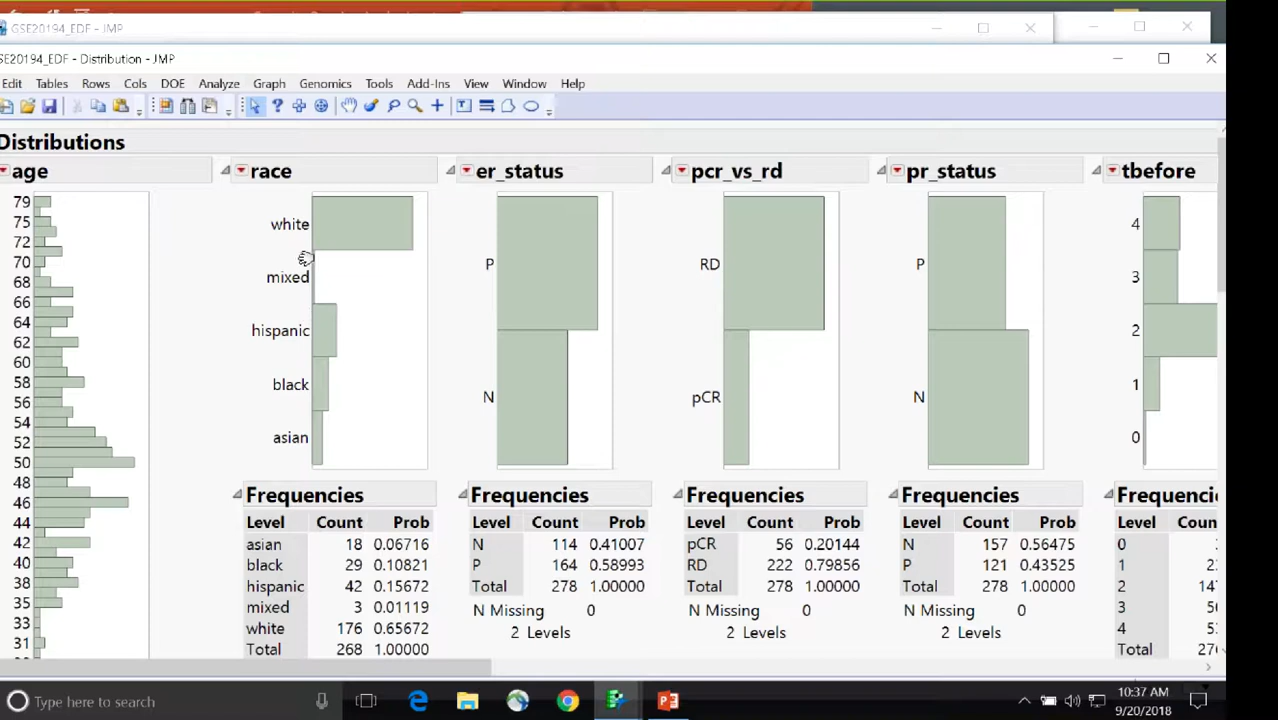 GSE20194_EDF - JMP
SE20194_EDF - Distribution - JMP
Edit Tables Rows Cols DOE Analyze Graph Genomics Tools Add-Ins View Window Help
Distributions
age race er_status pcr_vs_rd pr_status tbefore
79
75
72
70
68
66
64
62
60
58
56
54
52
50
48
46
44
42
40
38
35
33
31
white
mixed
hispanic
black
asian
P
N
RD
pCR
P
N
4
3
2
1
0
Frequencies
Level Count Prob
asian 18 0.06716
black 29 0.10821
hispanic 42 0.15672
mixed 3 0.01119
white 176 0.65672
Total 268 1.00000
Frequencies
Level Count Prob
N 114 0.41007
P 164 0.58993
Total 278 1.00000
N Missing 0
2 Levels
Frequencies
Level Count Prob
pCR 56 0.20144
RD 222 0.79856
Total 278 1.00000
N Missing 0
2 Levels
Frequencies
Level Count Prob
N 157 0.56475
P 121 0.43525
Total 278 1.00000
N Missing 0
2 Levels
Frequenci
Level Coun
0
1
2 147
3
4
Total
Type here to search
10:37 AM
9/20/2018